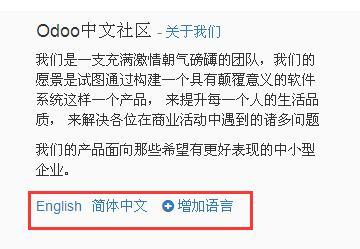 Odoo中文社区 - 关于我们
我们是一支充满激情朝气磅礴的团队，我们的
愿景是试图通过构建一个具有颠覆意义的软件
系统这样一个产品， 来提升每一个人的生活品
质， 来解决各位在商业活动中遇到的诸多问题
我们的产品面向那些希望有更好表现的中小型
企业。
English 简体中文 增加语言